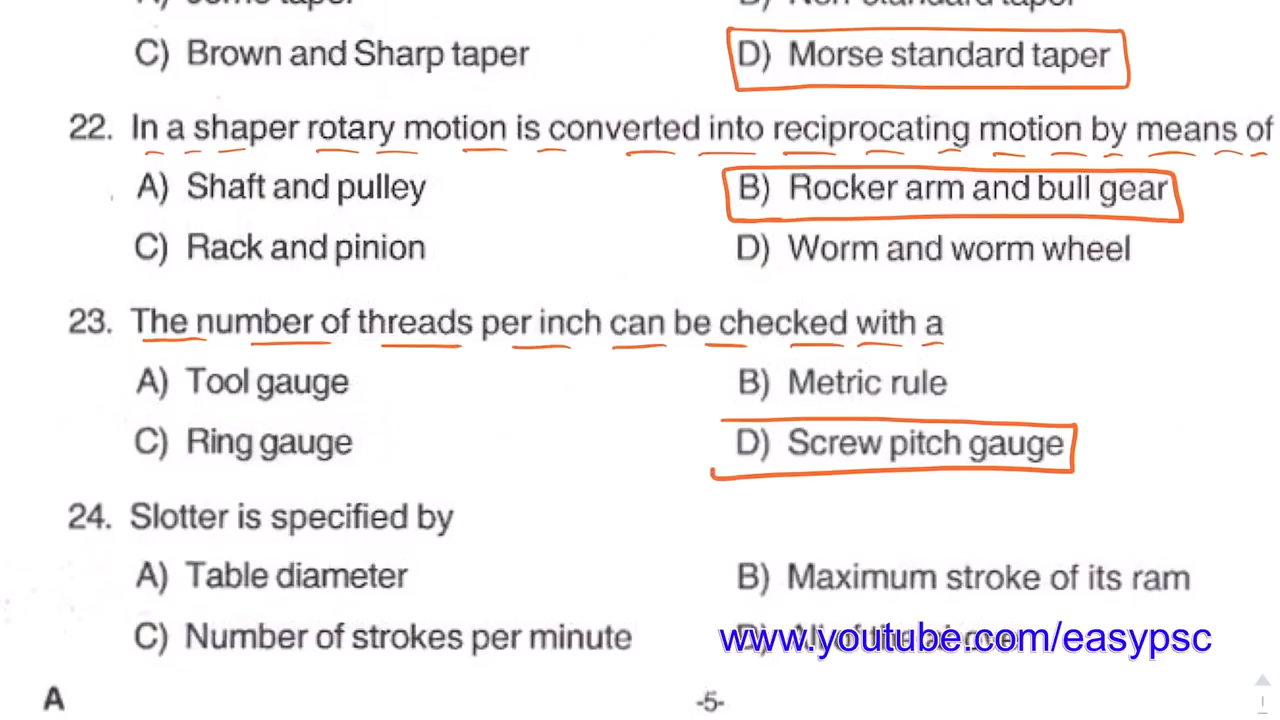 C) Brown and Sharp taper
D) Morse standard taper
22. In a shaper rotary motion is converted into reciprocating motion by means of
A) Shaft and pulley
B) Rocker arm and bull gear
C) Rack and pinion
D) Worm and worm wheel
23. The number of threads per inch can be checked with a
A) Tool gauge
B) Metric rule
C) Ring gauge
D) Screw pitch gauge
24. Slotter is specified by
A) Table diameter
B) Maximum stroke of its ram
C) Number of strokes per minute
www.youtube.com/easypsc
A
-5-